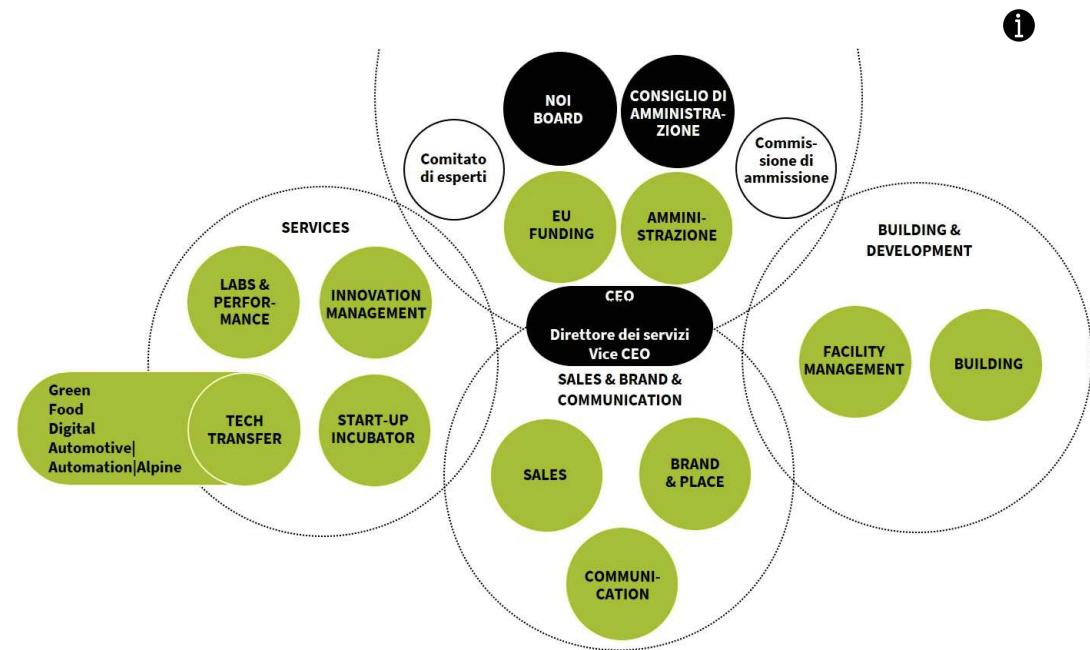 NOI
BOARD
CONSIGLIO DI
AMMINISTRA-
ZIONE
Comitato
di esperti
Commis-
sione di
ammissione
EU
FUNDING
AMMINI-
STRAZIONE
SERVICES
LABS &
PERFOR-
MANCE
INNOVATION
MANAGEMENT
Green
Food
Digital
Automotive|
Automation|Alpine
TECH
TRANSFER
START-UP
INCUBATOR
CEO
Direttore dei servizi
Vice CEO
SALES & BRAND &
COMMUNICATION
SALES
BRAND
& PLACE
COMMUNI-
CATION
BUILDING &
DEVELOPMENT
FACILITY
MANAGEMENT
BUILDING